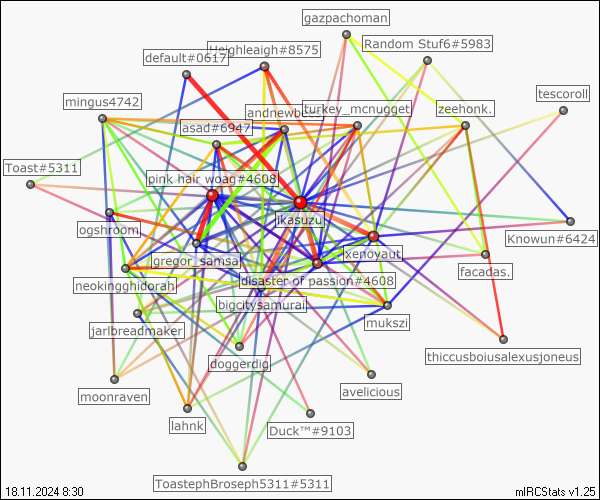 gazpachoman
Random Stuf6#5983
Heighleaigh#8575
default#0617
tescoroll
mingus4742
turkey_mcnugget
zeehonk.
asad#6947
Toast#5311
pink hair woag#4608
ikasuzu
ogshroom.
Knowun#6424
xenoyaut
gregor_samsa
facadas.
disaster of passion#4608
neokingghidorah
bigcitysamurai
mukszi
jarlbreadmaker
thiccusboiusalexusjoneus
doggerdig
avelicious
moonraven
lahnk
Duck™#9103
ToastephBroseph5311#5311
18.11.2024 8:30
mIRCStats v1.25